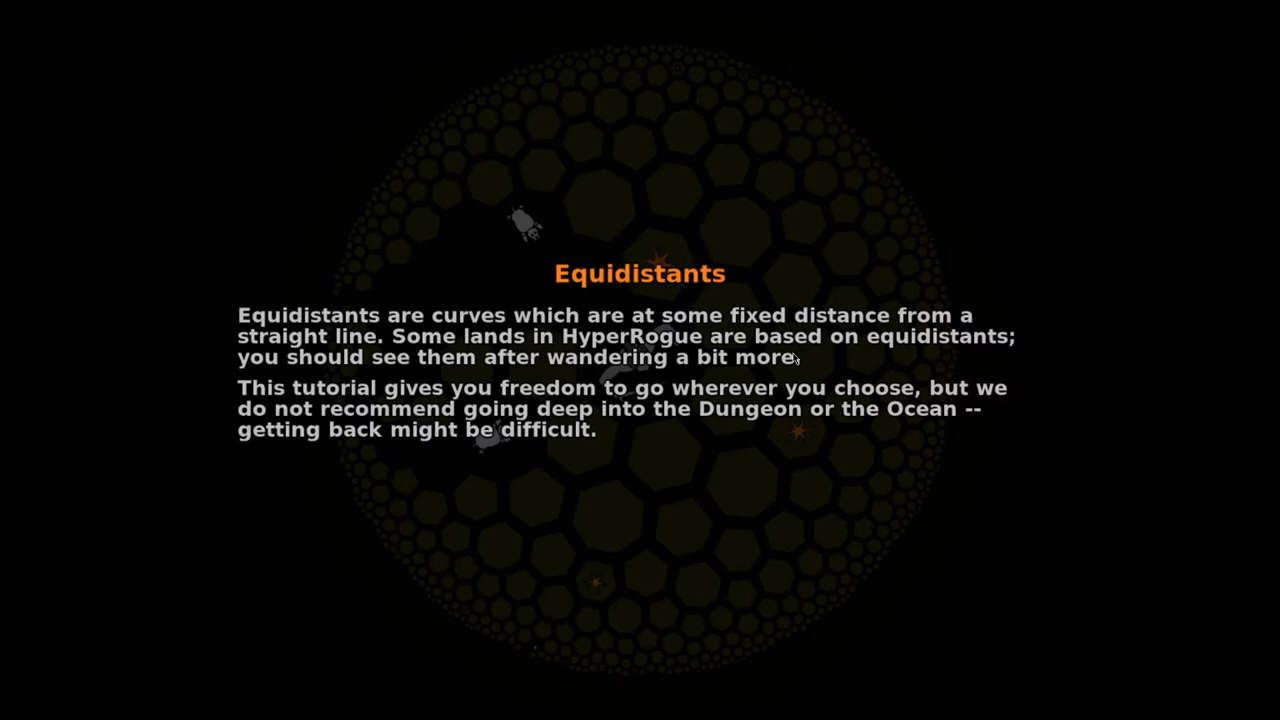 Equidistants
Equidistants are curves which are at some fixed distance from a
straight line. Some lands in HyperRogue are based on equidistants;
you should see them after wandering a bit more.
This tutorial gives you freedom to go wherever you choose, but we
do not recommend going deep into the Dungeon or the Ocean --
getting back might be difficult.